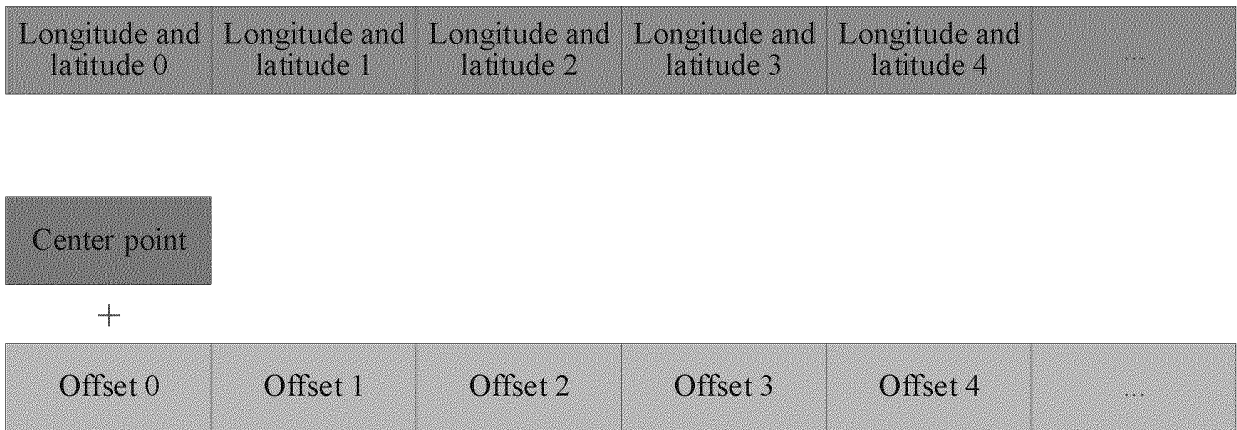 Longitude and Longitude and Longitude and Longitude and Longitude and
latitude 0 latitude 1 latitude 2 latitude 3 latitude 4 ...
Center point
+
Offset 0 Offset 1 Offset 2 Offset 3 Offset 4 ...